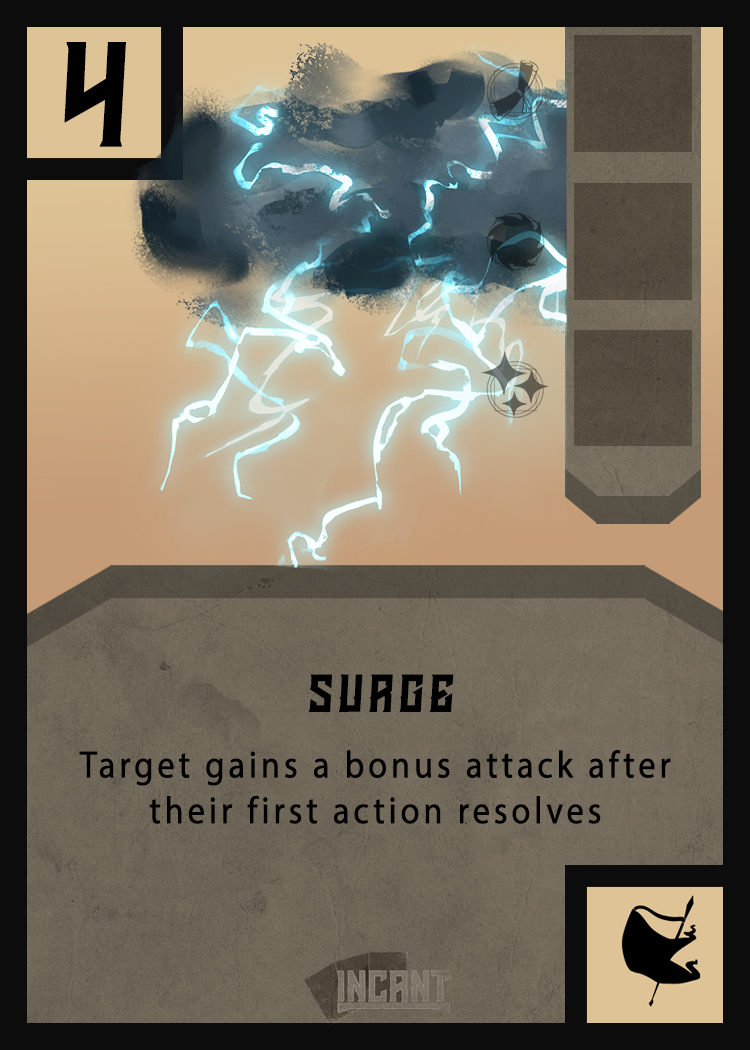 4
SURGE
Target gains a bonus attack after
their first action resolves
INCANT